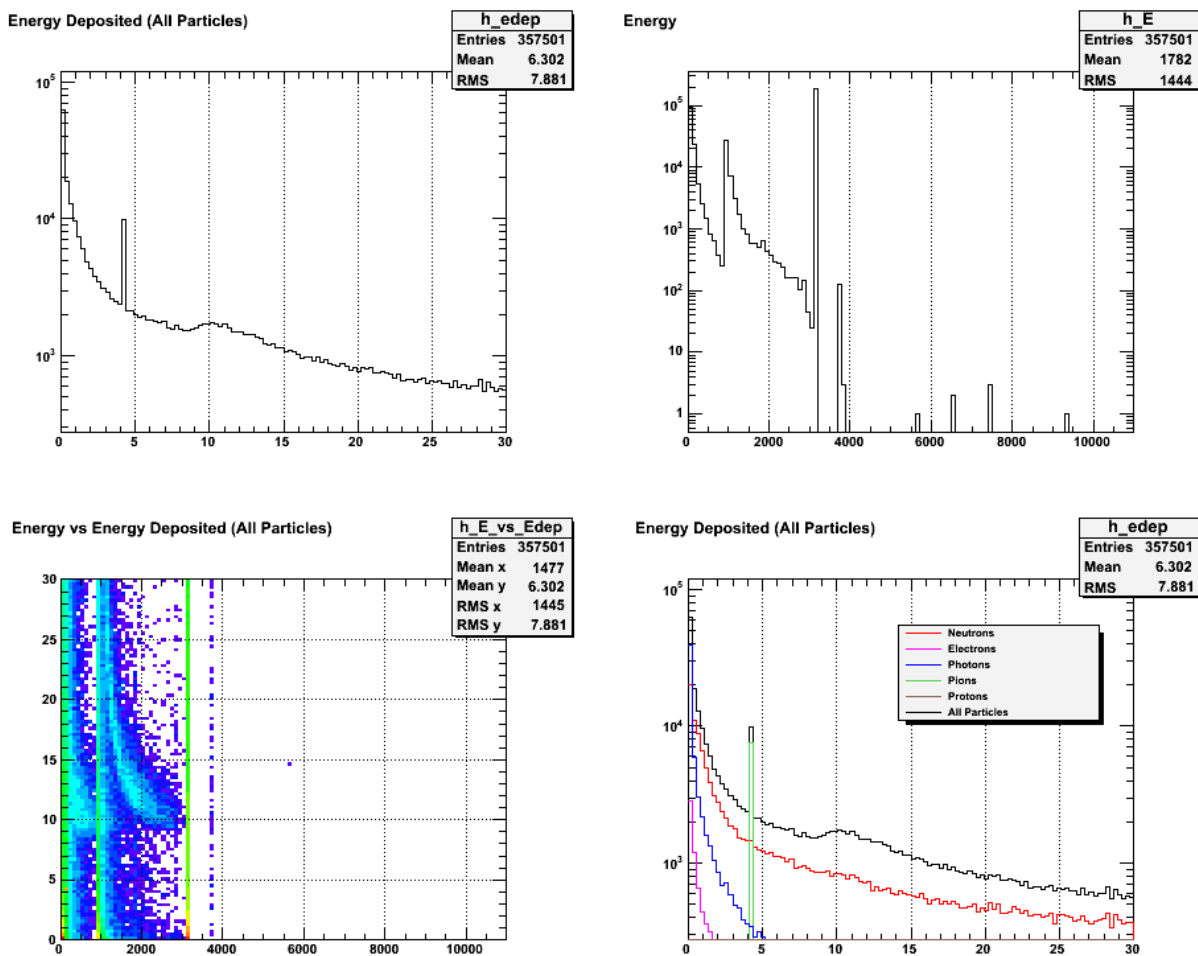 Energy Deposited (All Particles)
h_edep
Entries 357501
Mean 6.302
RMS 7.881
10^5
10^4
10^3
0 5 10 15 20 25 30
Energy
h_E
Entries 357501
Mean 1782
RMS 1444
10^5
10^4
10^3
10^2
10
1
0 2000 4000 6000 8000 10000
Energy vs Energy Deposited (All Particles)
h_E_vs_Edep
Entries 357501
Mean x 1477
Mean y 6.302
RMS x 1445
RMS y 7.881
30
25
20
15
10
5
0
0 2000 4000 6000 8000 10000
Energy Deposited (All Particles)
h_edep
Entries 357501
Mean 6.302
RMS 7.881
10^5
Neutrons
Electrons
Photons
Pions
Protons
All Particles
10^4
10^3
0 5 10 15 20 25 30